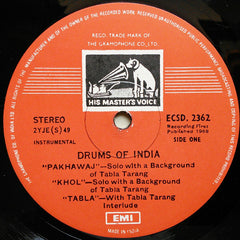 REGD. TRADE MARK OF
THE GRAMOPHONE CO LTD.
HIS MASTER'S VOICE
STEREO
2YJE(S)49
INSTRUMENTAL
ECSD. 2362
Recording First
Published 1968
SIDE ONE
DRUMS OF INDIA
"PAKHAWAJ"—Solo with a Background
of Tabla Tarang
"KHOL"—Solo with a Background
of Tabla Tarang
"TABLA"—With Tabla Tarang
Interlude
EMI
MADE IN INDIA